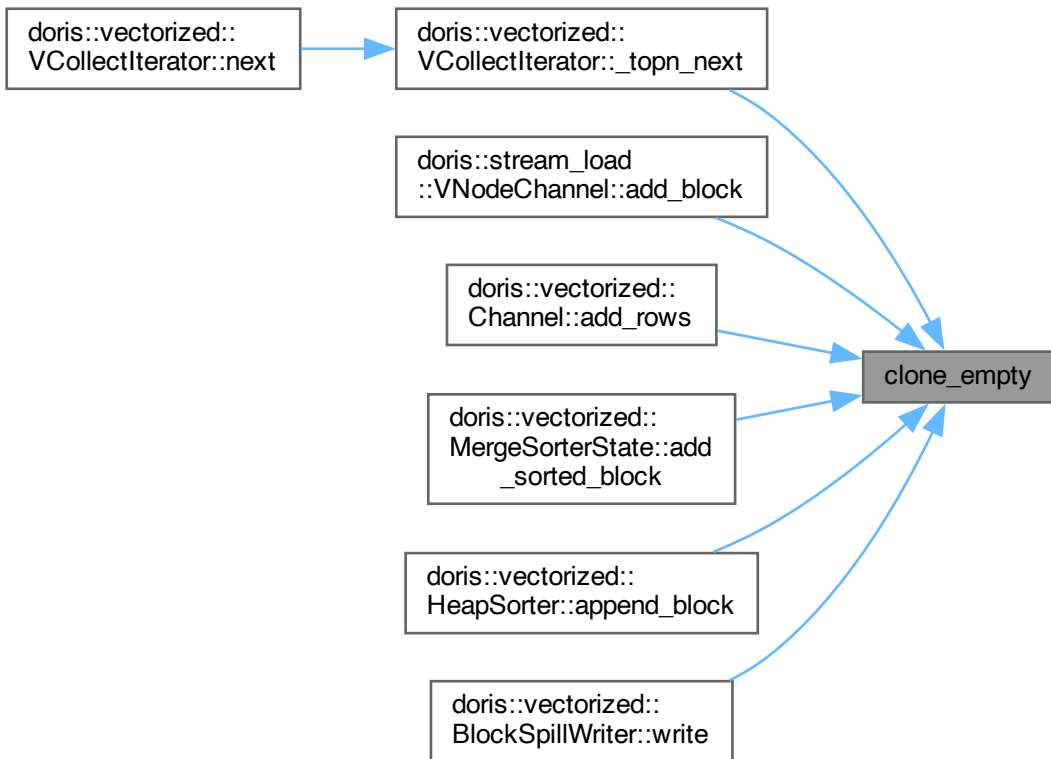 doris::vectorized::
VCollectIterator::next
doris::vectorized::
VCollectIterator::_topn_next
doris::stream_load
::VNodeChannel::add_block
doris::vectorized::
Channel::add_rows
clone_empty
doris::vectorized::
MergeSorterState::add
_sorted_block
doris::vectorized::
HeapSorter::append_block
doris::vectorized::
BlockSpillWriter::write